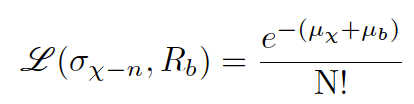 ℒ(σ_{χ−n}, R_b) = e^{−(μ_χ+μ_b)} / N!